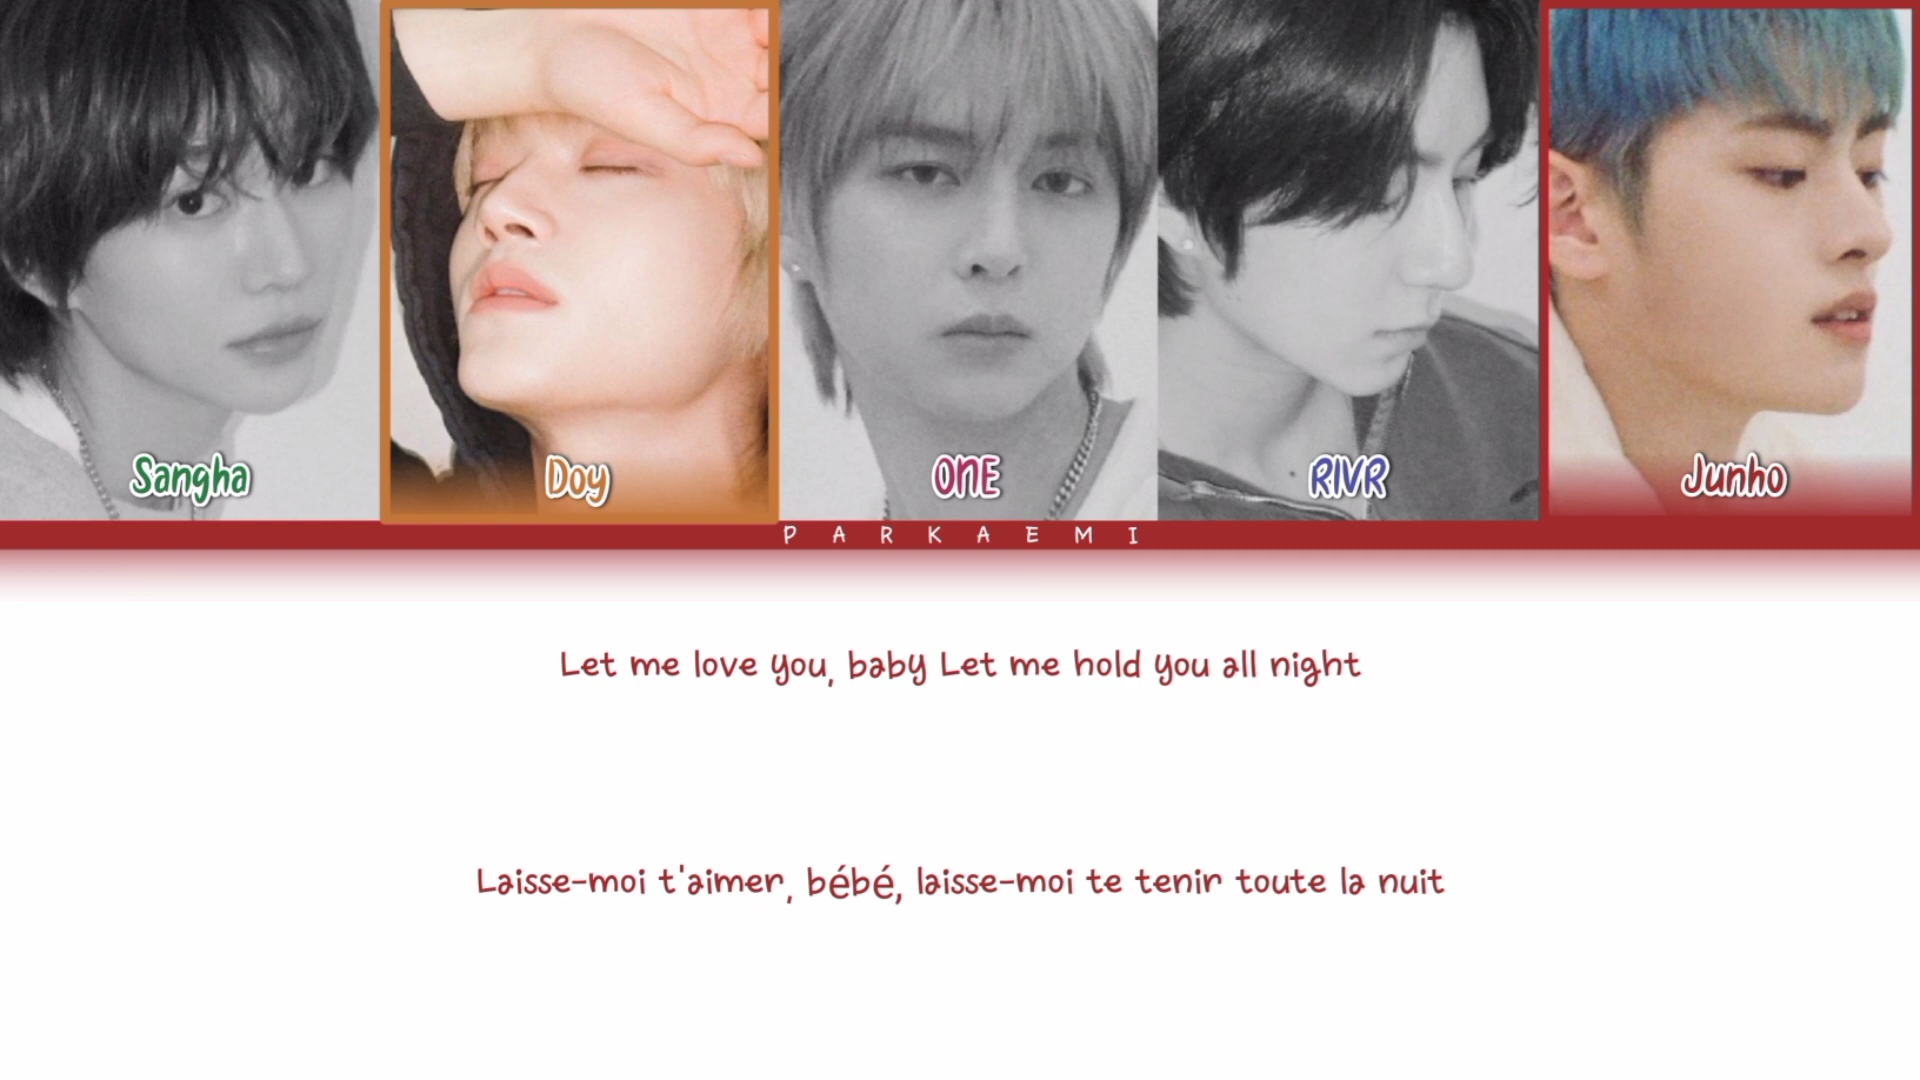 Sangha
Doy
ONE
RIVR
Junho
PARKAEMI
Let me love you, baby Let me hold you all night
Laisse-moi t'aimer, bébé, laisse-moi te tenir toute la nuit